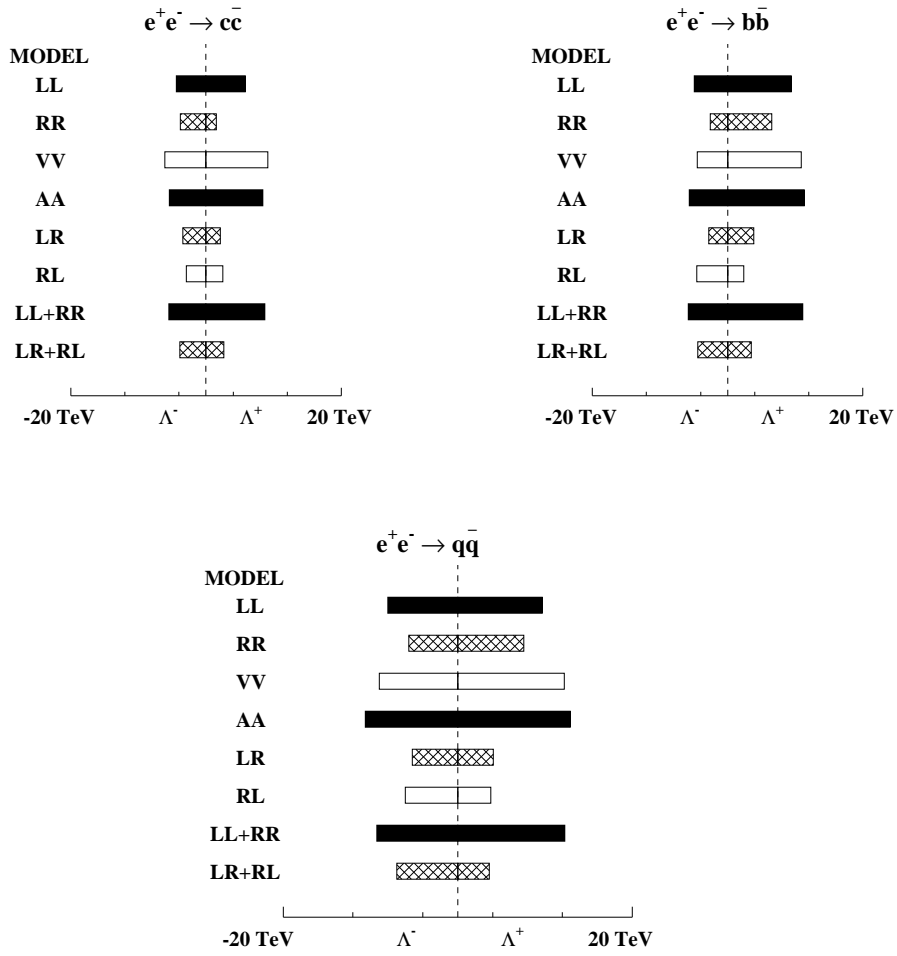 e⁺e⁻ → cc̄
MODEL
LL
RR
VV
AA
LR
RL
LL+RR
LR+RL
-20 TeV Λ⁻ Λ⁺ 20 TeV
e⁺e⁻ → bb̄
MODEL
LL
RR
VV
AA
LR
RL
LL+RR
LR+RL
-20 TeV Λ⁻ Λ⁺ 20 TeV
e⁺e⁻ → qq̄
MODEL
LL
RR
VV
AA
LR
RL
LL+RR
LR+RL
-20 TeV Λ⁻ Λ⁺ 20 TeV